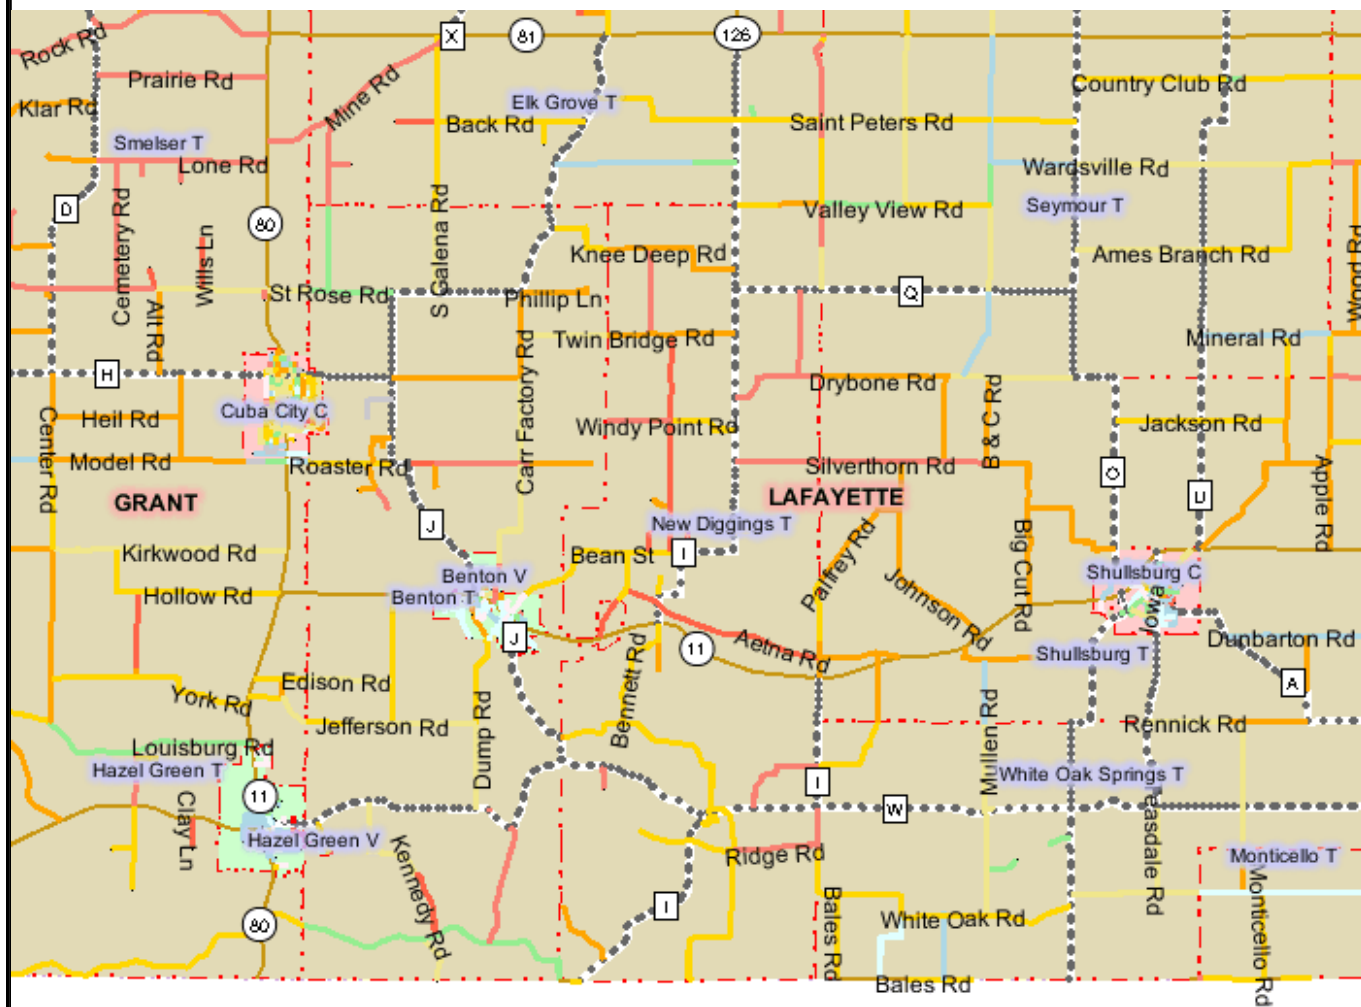 Rock Rd
X
81
126
Prairie Rd
Mine Rd
Country Club Rd
Klar Rd
Elk Grove T
Back Rd
Saint Peters Rd
Smelser T
Lone Rd
Wardsville Rd
D
80
S Galena Rd
Valley View Rd
Seymour T
Cemetery Rd
Wills Ln
Knee Deep Rd
Ames Branch Rd
Wood Rd
St Rose Rd
Phillip Ln
Q
Alt Rd
Twin Bridge Rd
Mineral Rd
H
Carr Factory Rd
Drybone Rd
B & C Rd
Center Rd
Heil Rd
Cuba City C
Windy Point Rd
Jackson Rd
Model Rd
Roaster Rd
Silverthorn Rd
O
Apple Rd
GRANT
LAFAYETTE
U
J
New Diggings T
Kirkwood Rd
Bean St
I
Palfrey Rd
Big Cut Rd
Benton V
Shullsburg C
Hollow Rd
Benton T
Johnson Rd
Iowa
J
11
Aetna Rd
Dunbarton Rd
Shullsburg T
Edison Rd
Bennett Rd
A
York Rd
Jefferson Rd
Dump Rd
Mullen Rd
Rennick Rd
Louisburg Rd
Hazel Green T
White Oak Springs T
11
I
W
Clay Ln
Hazel Green V
Ridge Rd
easdale Rd
Monticello T
Kennedy Rd
80
I
Bales Rd
White Oak Rd
Monticello Rd
Bales Rd